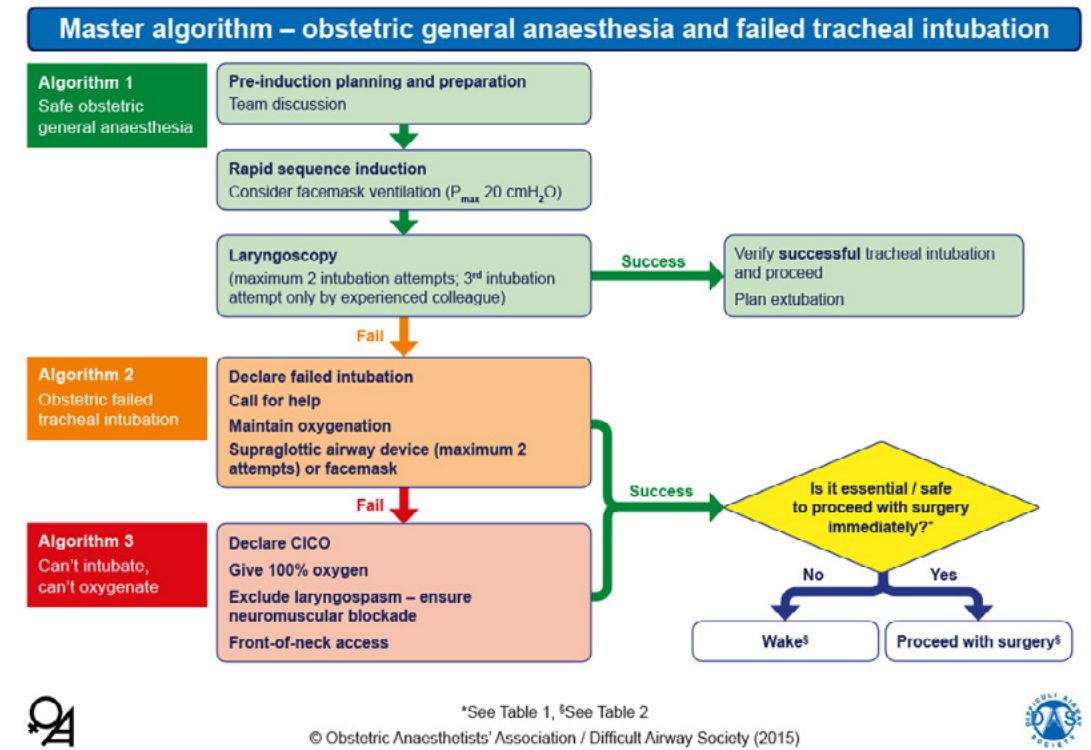 Master algorithm – obstetric general anaesthesia and failed tracheal intubation
Algorithm 1
Safe obstetric
general anaesthesia
Pre-induction planning and preparation
Team discussion
Rapid sequence induction
Consider facemask ventilation (Pmax 20 cmH2O)
Laryngoscopy
(maximum 2 intubation attempts; 3rd intubation
attempt only by experienced colleague)
Success
Verify successful tracheal intubation
and proceed
Plan extubation
Fail
Algorithm 2
Obstetric failed
tracheal intubation
Declare failed intubation
Call for help
Maintain oxygenation
Supraglottic airway device (maximum 2
attempts) or facemask
Success
Is it essential / safe
to proceed with surgery
immediately?*
Fail
Algorithm 3
Can't intubate,
can't oxygenate
Declare CICO
Give 100% oxygen
Exclude laryngospasm – ensure
neuromuscular blockade
Front-of-neck access
No
Yes
Wake§
Proceed with surgery§
*See Table 1, §See Table 2
© Obstetric Anaesthetists' Association / Difficult Airway Society (2015)
DIFFICULT AIRWAY
DAS
SOCIETY